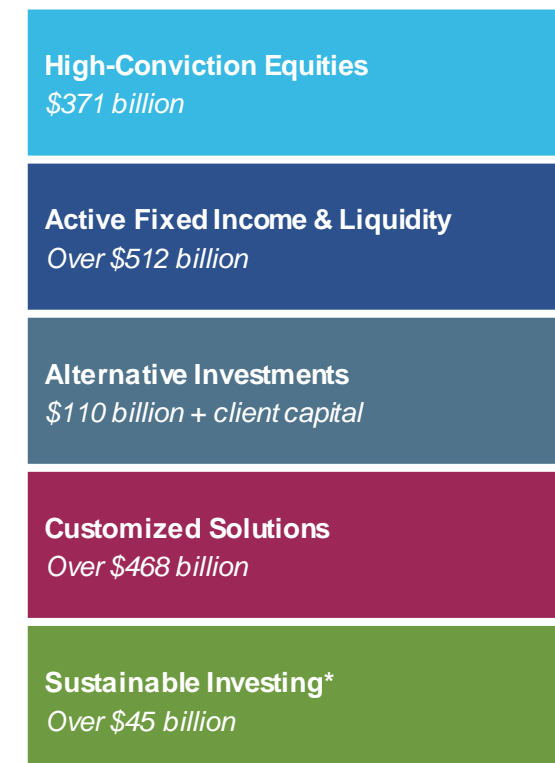 High-Conviction Equities
$371 billion
Active Fixed Income & Liquidity
Over $512 billion
Alternative Investments
$110 billion + client capital
Customized Solutions
Over $468 billion
Sustainable Investing*
Over $45 billion